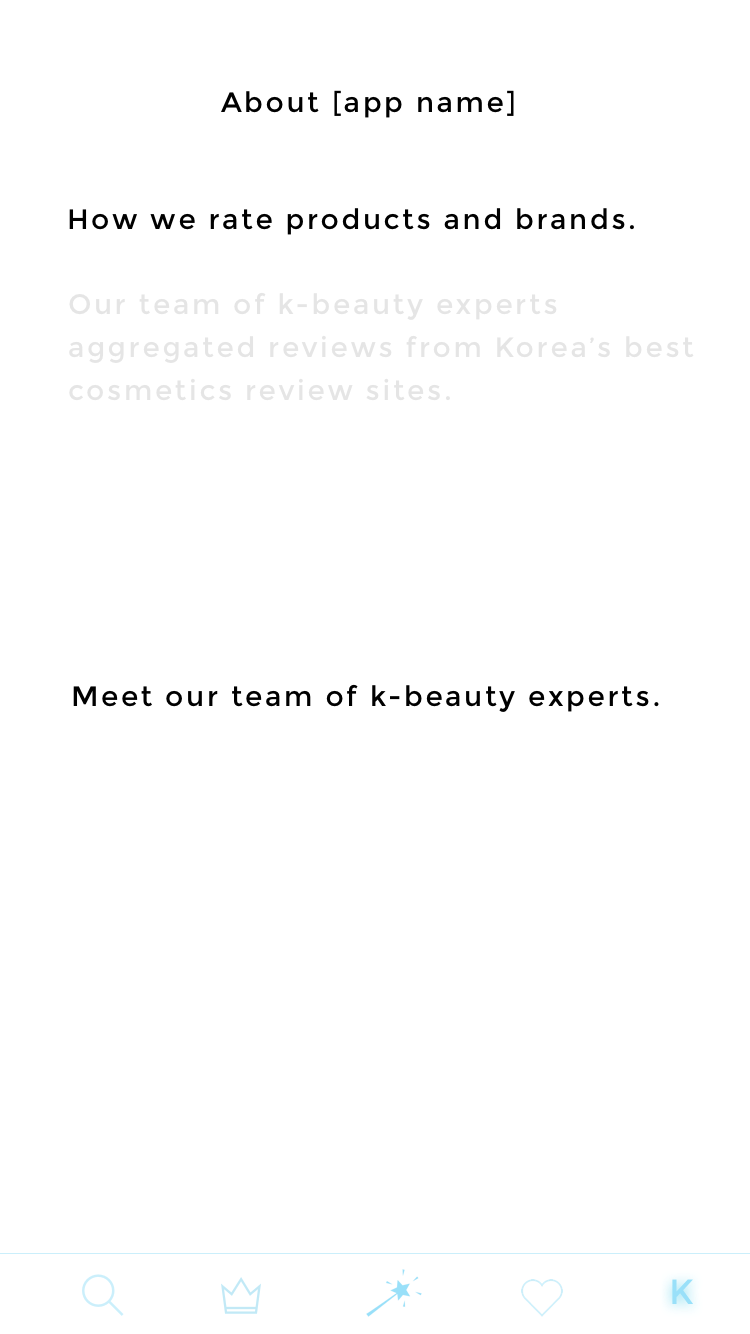 About [app name]
How we rate products and brands.
Our team of k-beauty experts
aggregated reviews from Korea’s best
cosmetics review sites.
Meet our team of k-beauty experts.
K